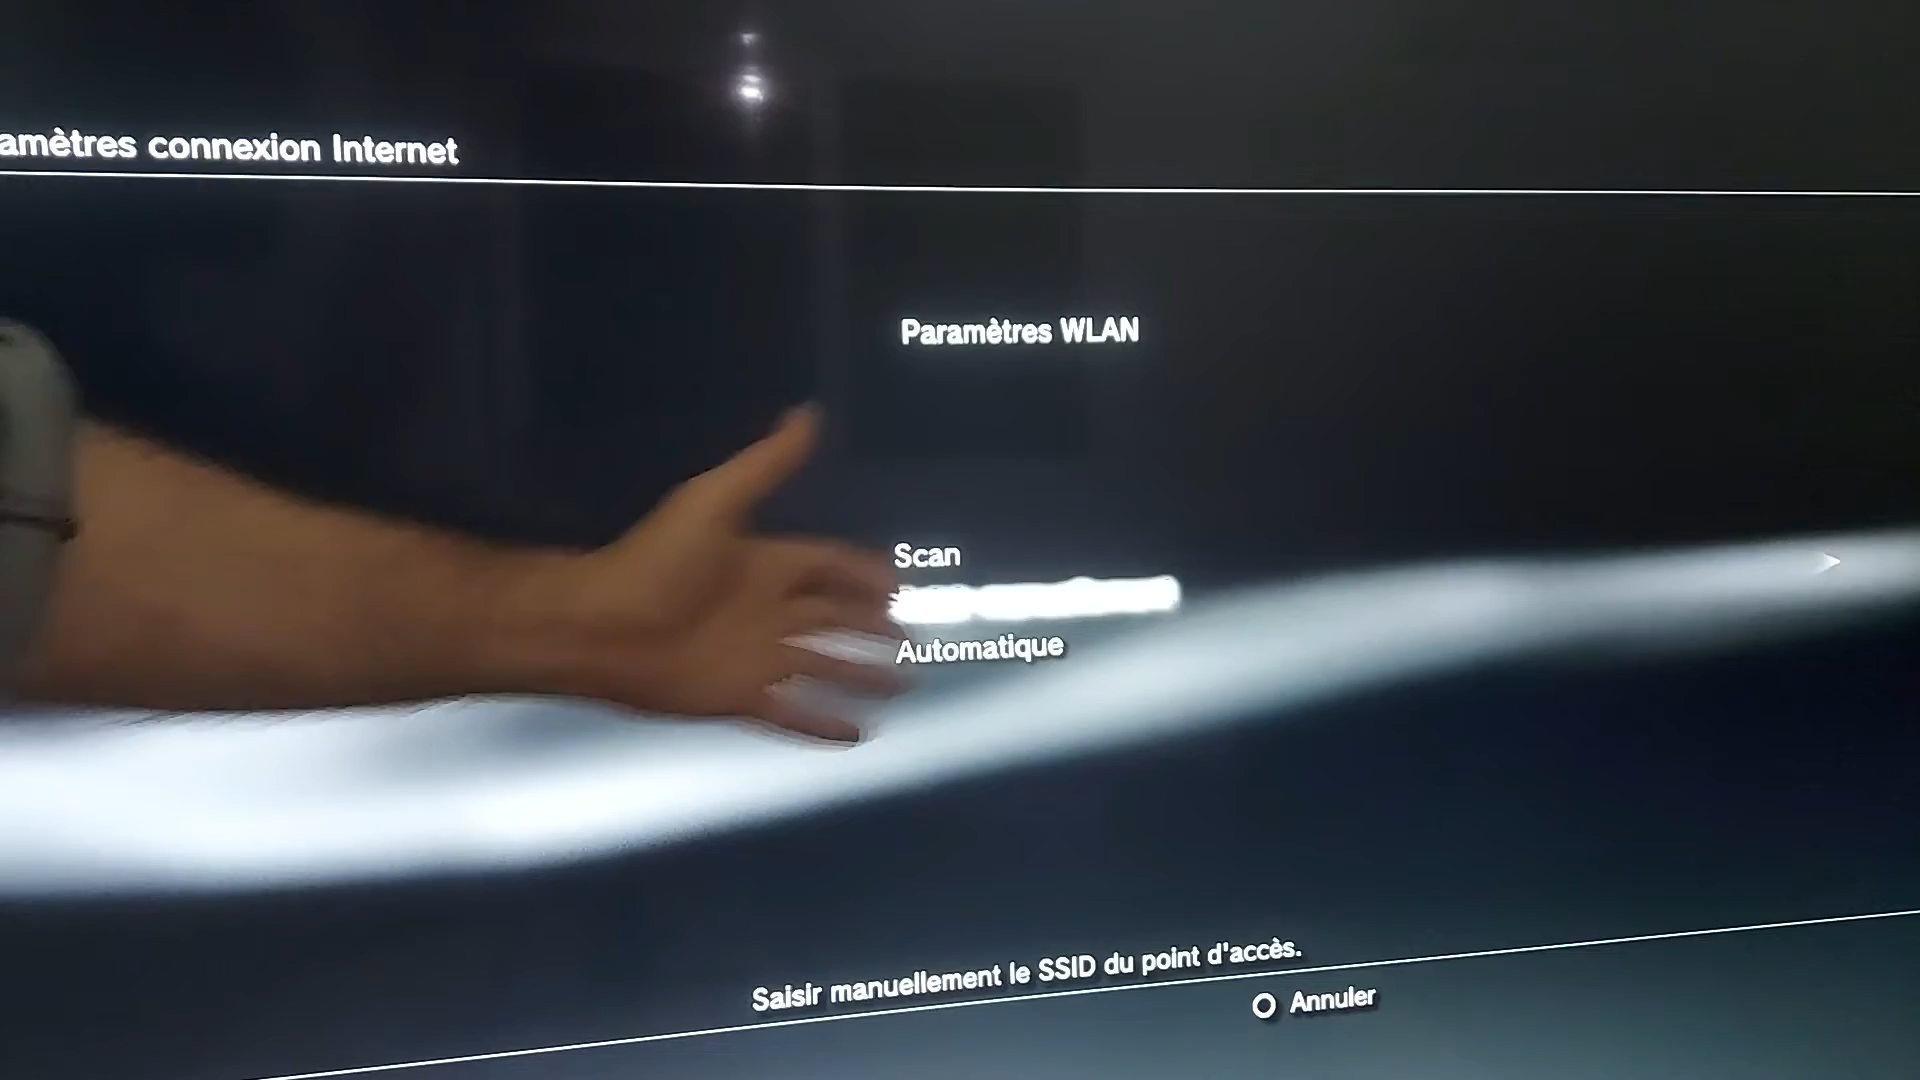 amètres connexion Internet
Paramètres WLAN
Scan
Automatique
Saisir manuellement le SSID du point d'accès.
Annuler